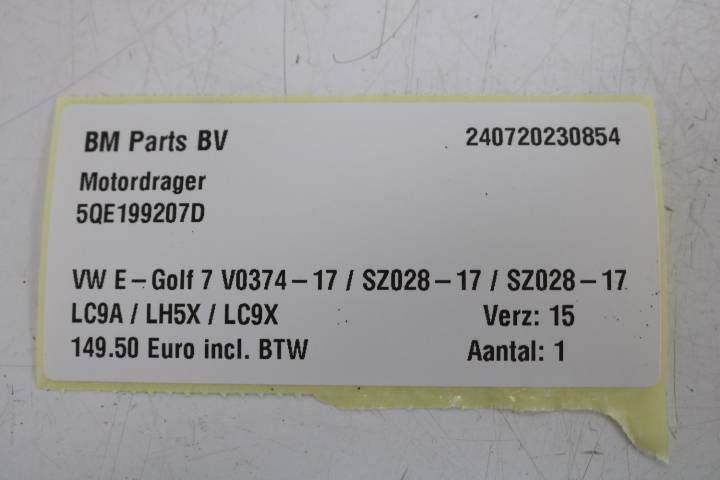 BM Parts BV 240720230854
Motordrager
5QE199207D
VW E-Golf 7 V0374-17 / SZ028-17 / SZ028-17
LC9A / LH5X / LC9X Verz: 15
149.50 Euro incl. BTW Aantal: 1